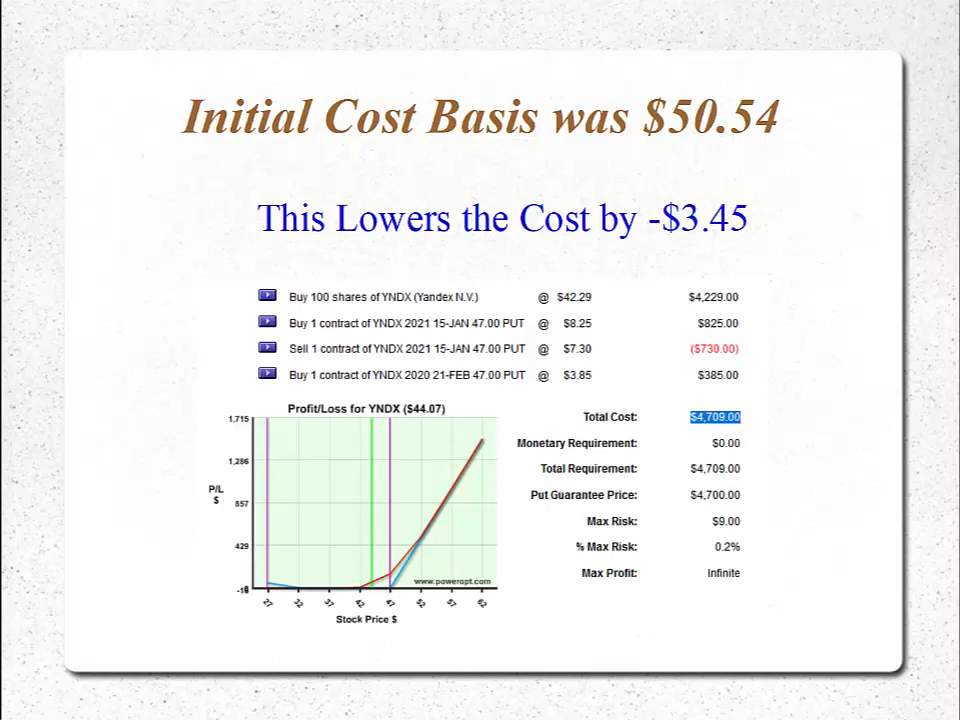 Initial Cost Basis was $50.54
This Lowers the Cost by -$3.45
Buy 100 shares of YNDX (Yandex N.V.) @ $42.29 $4,229.00
Buy 1 contract of YNDX 2021 15-JAN 47.00 PUT @ $8.25 $825.00
Sell 1 contract of YNDX 2021 15-JAN 47.00 PUT @ $7.30 ($730.00)
Buy 1 contract of YNDX 2020 21-FEB 47.00 PUT @ $3.85 $385.00
Profit/Loss for YNDX ($44.07)
1,715
1,286
P/L
$
857
429
www.poweropt.com
27 32 37 42 47 52 57 62
Stock Price $
Total Cost: $4,709.00
Monetary Requirement: $0.00
Total Requirement: $4,709.00
Put Guarantee Price: $4,700.00
Max Risk: $9.00
% Max Risk: 0.2%
Max Profit: Infinite